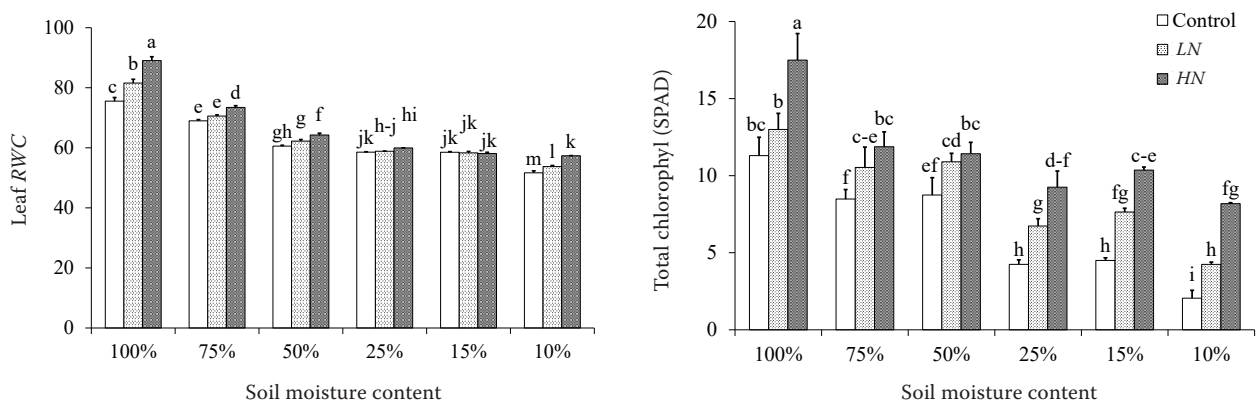 100
80
60
40
20
0
Leaf RWC
c b a
e e d
gh g f
jk h-j hi
jk jk jk
m l k
100% 75% 50% 25% 15% 10%
Soil moisture content
20
15
10
5
0
Total chlorophyl (SPAD)
bc b a
f c-e bc
ef cd bc
h g d-f
h fg c-e
i h fg
Control
LN
HN
100% 75% 50% 25% 15% 10%
Soil moisture content